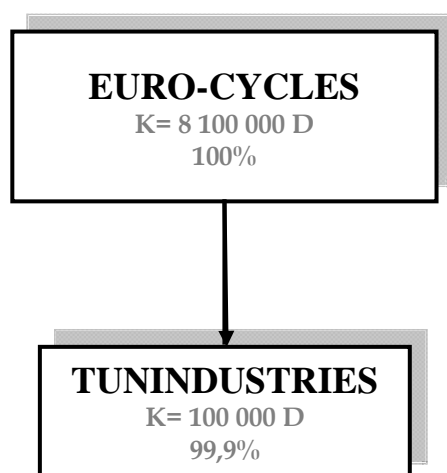 EURO-CYCLES
K= 8 100 000 D
100%
TUNINDUSTRIES
K= 100 000 D
99,9%